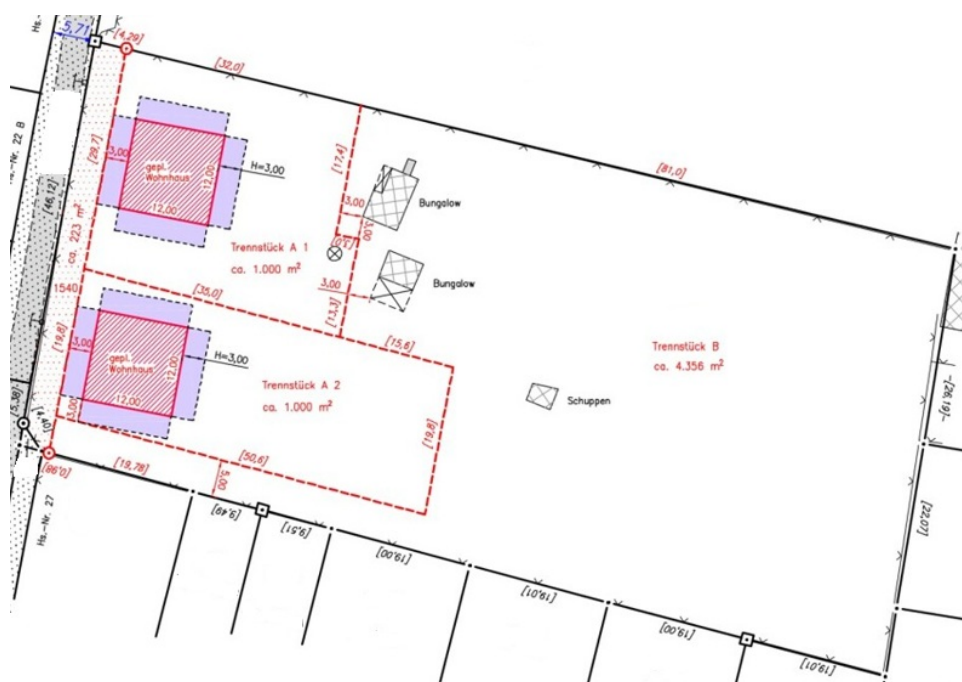 5,71
[4,29]
[32,0]
Hs.-
Hs.-Nr. 22 B
[29,7]
3,00
gepl.
Wohnhaus
12,00
12,00
H=3,00
[17,4]
[81,0]
3,00
3,00
Bungalow
[46,12]
ca. 223 m²
Trennstück A 1
ca. 1.000 m²
3,00
Bungalow
1540
[35,0]
[13,3]
[19,8]
3,00
gepl.
Wohnhaus
12,00
12,00
H=3,00
[15,6]
Trennstück B
ca. 4.356 m²
Trennstück A 2
ca. 1.000 m²
3,00
[19,8]
Schuppen
-[26,19]-
[19,78]
[50,6]
5,00
[22,07]
Hs.-Nr. 27
[9,49]
[9,51]
[19,00]
[19,01]
[19,00]
[19,01]